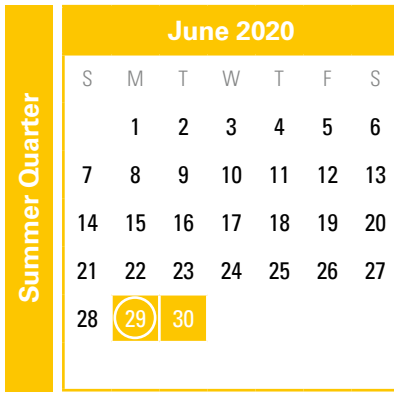 Summer Quarter
June 2020
S M T W T F S
1 2 3 4 5 6
7 8 9 10 11 12 13
14 15 16 17 18 19 20
21 22 23 24 25 26 27
28 29 30